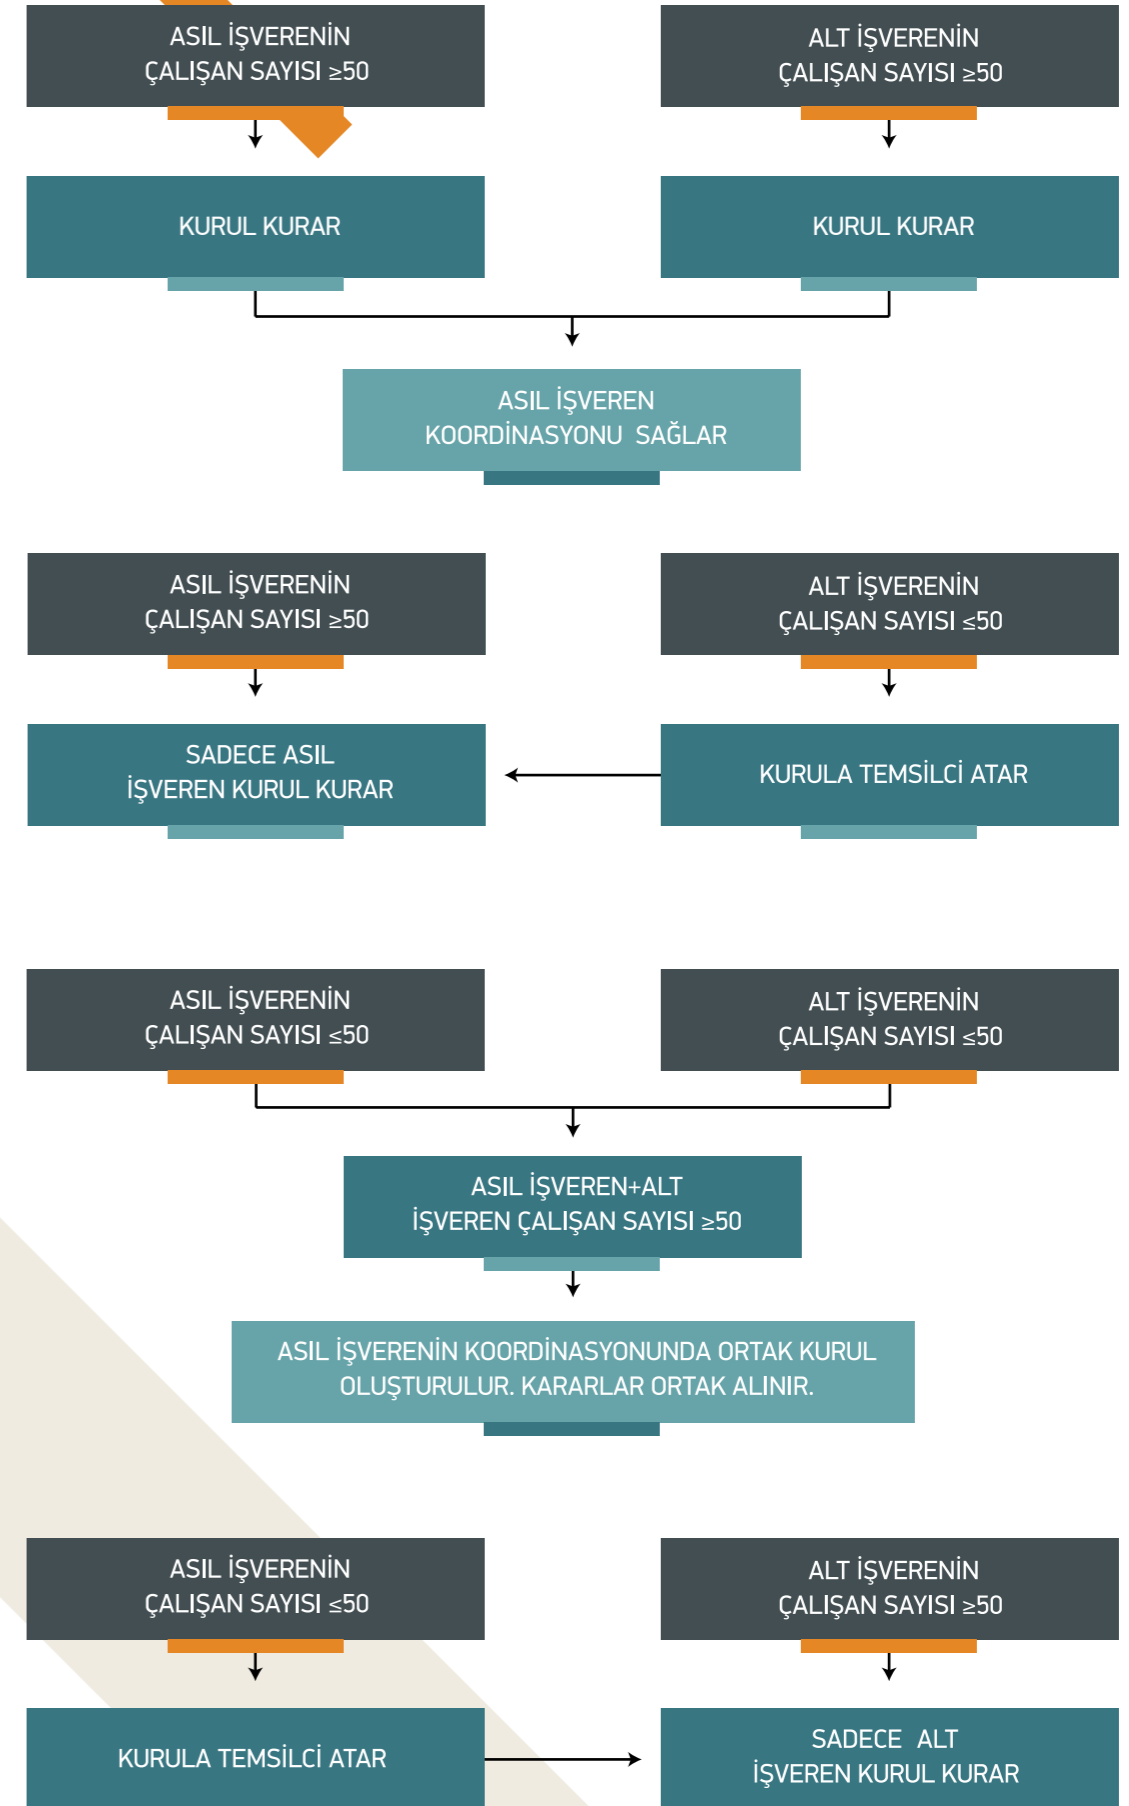 ASIL İŞVERENİN
ÇALIŞAN SAYISI ≥50
ALT İŞVERENİN
ÇALIŞAN SAYISI ≥50
KURUL KURAR
KURUL KURAR
ASIL İŞVEREN
KOORDİNASYONU SAĞLAR
ASIL İŞVERENİN
ÇALIŞAN SAYISI ≥50
ALT İŞVERENİN
ÇALIŞAN SAYISI ≤50
SADECE ASIL
İŞVEREN KURUL KURAR
KURULA TEMSİLCİ ATAR
ASIL İŞVERENİN
ÇALIŞAN SAYISI ≤50
ALT İŞVERENİN
ÇALIŞAN SAYISI ≤50
ASIL İŞVEREN+ALT
İŞVEREN ÇALIŞAN SAYISI ≥50
ASIL İŞVERENİN KOORDİNASYONUNDA ORTAK KURUL
OLUŞTURULUR. KARARLAR ORTAK ALINIR.
ASIL İŞVERENİN
ÇALIŞAN SAYISI ≤50
ALT İŞVERENİN
ÇALIŞAN SAYISI ≥50
KURULA TEMSİLCİ ATAR
SADECE ALT
İŞVEREN KURUL KURAR